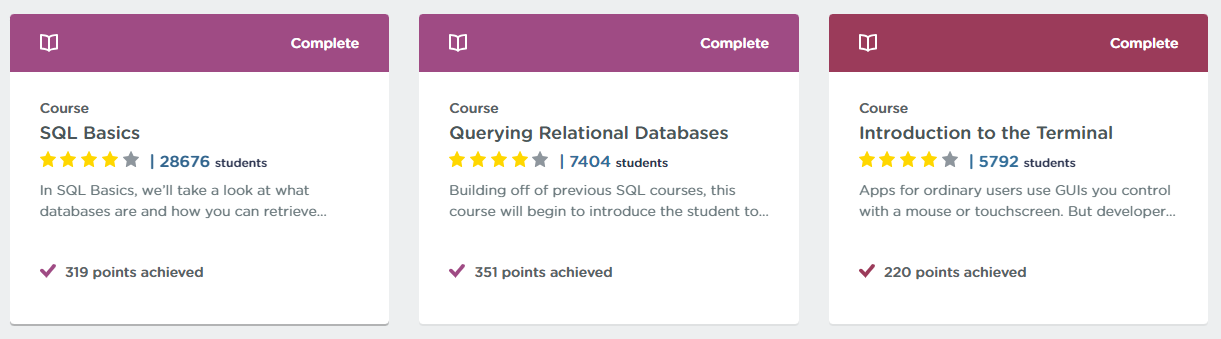 Complete
Course
SQL Basics
| 28676 students
In SQL Basics, we’ll take a look at what
databases are and how you can retrieve...
319 points achieved
Complete
Course
Querying Relational Databases
| 7404 students
Building off of previous SQL courses, this
course will begin to introduce the student to...
351 points achieved
Complete
Course
Introduction to the Terminal
| 5792 students
Apps for ordinary users use GUIs you control
with a mouse or touchscreen. But developer...
220 points achieved